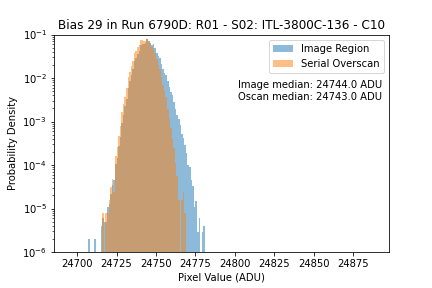 Bias 29 in Run 6790D: R01 - S02: ITL-3800C-136 - C10
Image Region
Serial Overscan
Image median: 24744.0 ADU
Oscan median: 24743.0 ADU
Probability Density
10⁻¹
10⁻²
10⁻³
10⁻⁴
10⁻⁵
10⁻⁶
24700 24725 24750 24775 24800 24825 24850 24875
Pixel Value (ADU)